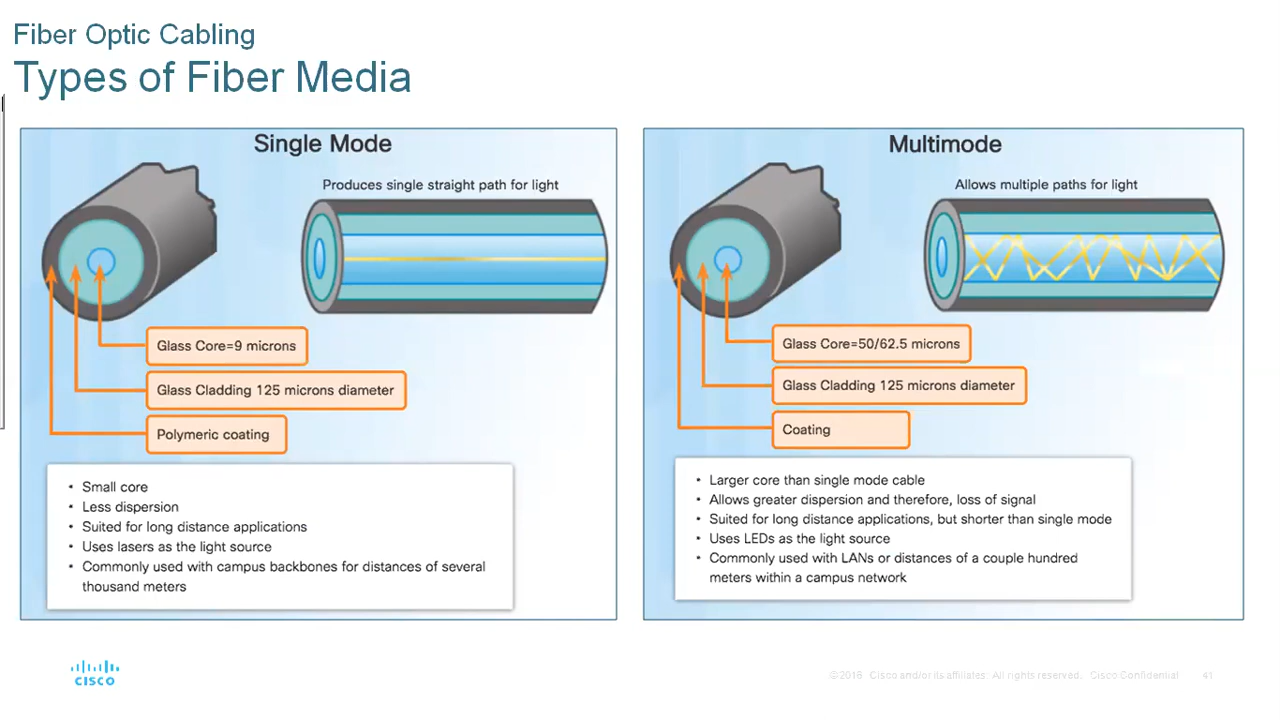 Fiber Optic Cabling
Types of Fiber Media
Single Mode
Produces single straight path for light
Glass Core=9 microns
Glass Cladding 125 microns diameter
Polymeric coating
• Small core
• Less dispersion
• Suited for long distance applications
• Uses lasers as the light source
• Commonly used with campus backbones for distances of several
thousand meters
Multimode
Allows multiple paths for light
Glass Core=50/62.5 microns
Glass Cladding 125 microns diameter
Coating
• Larger core than single mode cable
• Allows greater dispersion and therefore, loss of signal
• Suited for long distance applications, but shorter than single mode
• Uses LEDs as the light source
• Commonly used with LANs or distances of a couple hundred
meters within a campus network
CISCO
©2016 Cisco and/or its affiliates. All rights reserved. Cisco Confidential 41